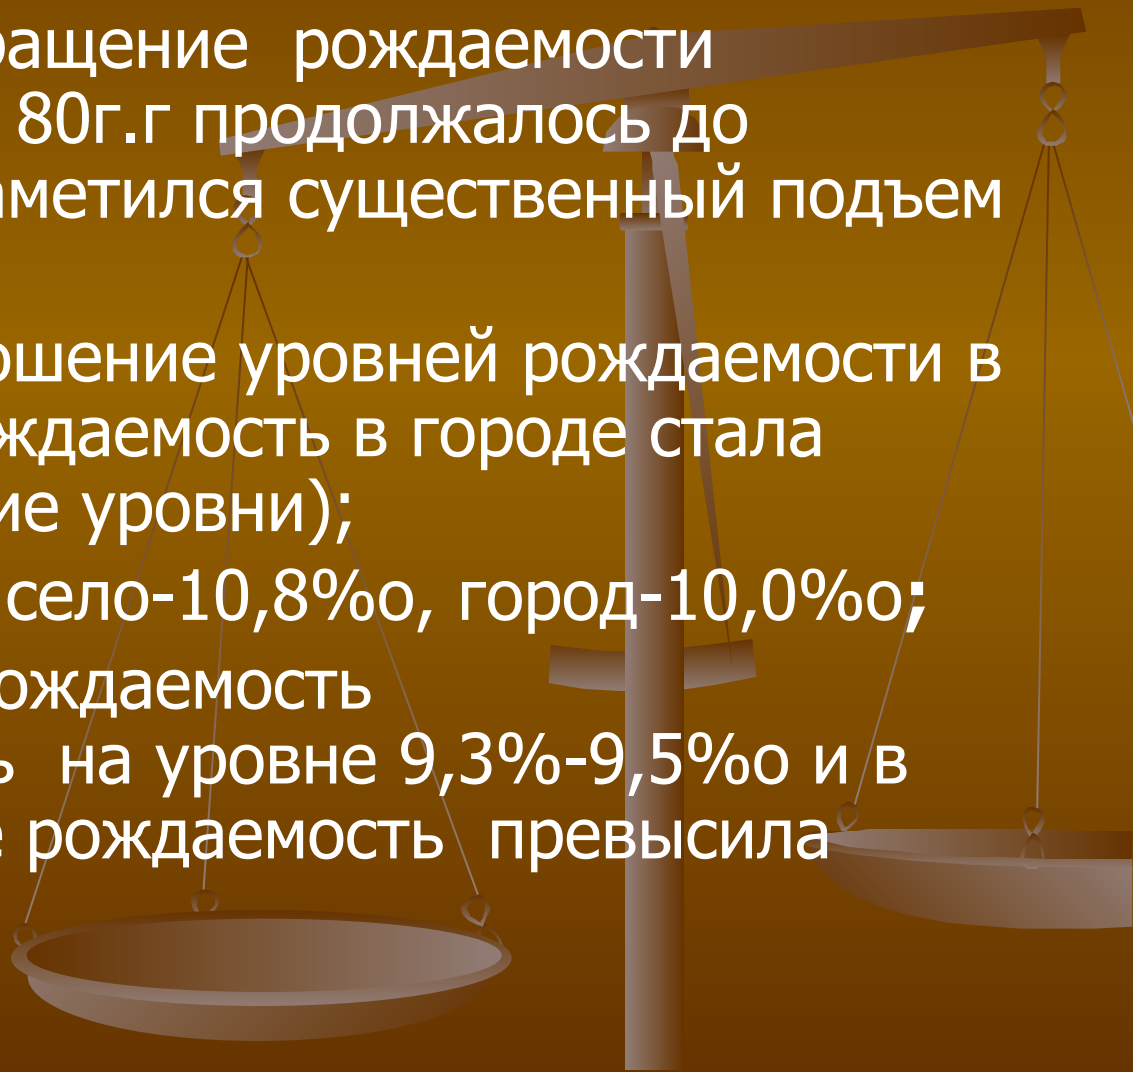 ращение рождаемости
80г.г продолжалось до
аметился существенный подъем
ошение уровней рождаемости в
ждаемость в городе стала
ие уровни);
село-10,8%о, город-10,0%о;
ождаемость
ь на уровне 9,3%-9,5%о и в
е рождаемость превысила